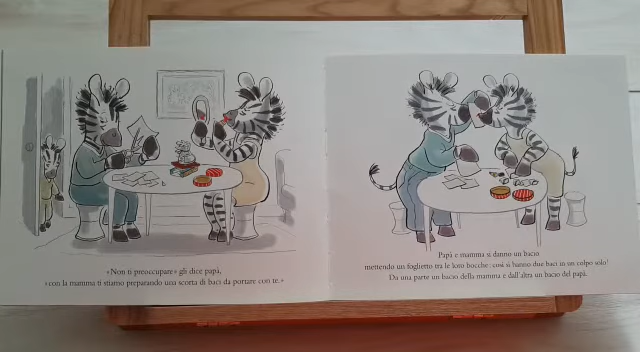 «Non ti preoccupare» gli dice papà,
«con la mamma ti stiamo preparando una scorta di baci da portare con te.»
Papà e mamma si danno un bacio
mettendo un foglietto tra le loro bocche: così si hanno due baci in un colpo solo!
Da una parte un bacio della mamma e dall'altra un bacio del papà.